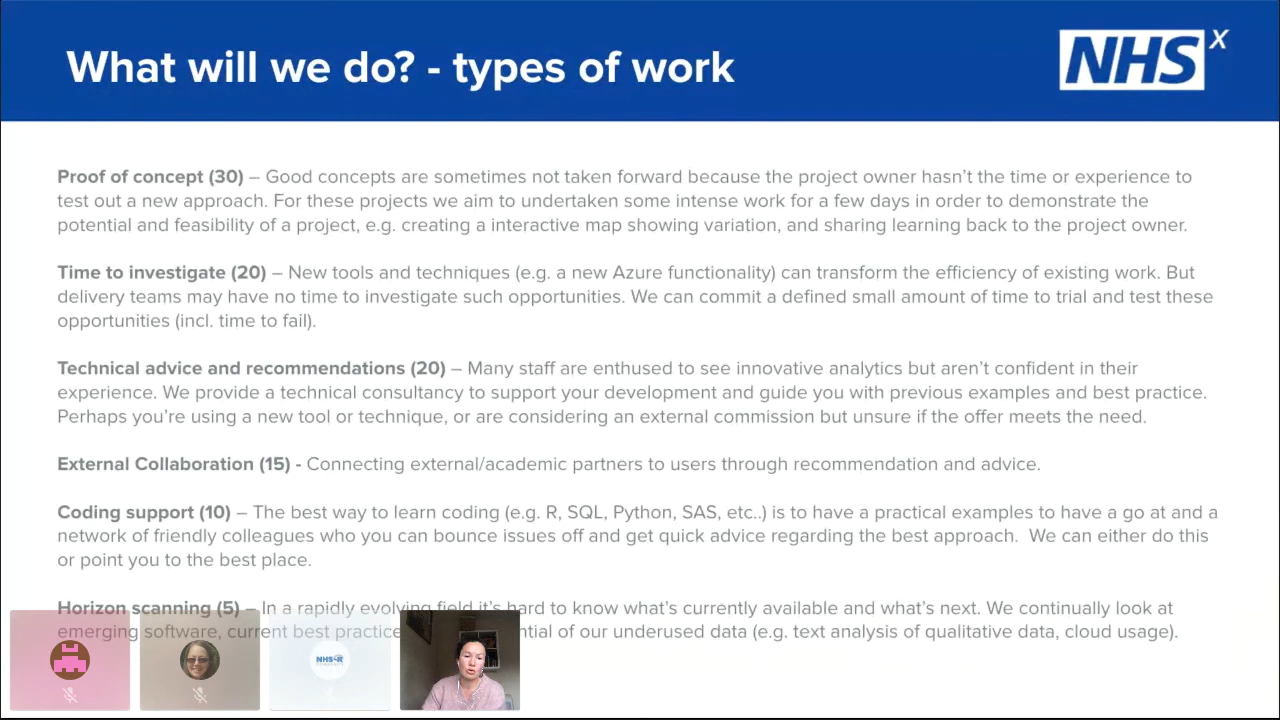 What will we do? - types of work
NHS X
Proof of concept (30) – Good concepts are sometimes not taken forward because the project owner hasn't the time or experience to
test out a new approach. For these projects we aim to undertaken some intense work for a few days in order to demonstrate the
potential and feasibility of a project, e.g. creating a interactive map showing variation, and sharing learning back to the project owner.
Time to investigate (20) – New tools and techniques (e.g. a new Azure functionality) can transform the efficiency of existing work. But
delivery teams may have no time to investigate such opportunities. We can commit a defined small amount of time to trial and test these
opportunities (incl. time to fail).
Technical advice and recommendations (20) – Many staff are enthused to see innovative analytics but aren't confident in their
experience. We provide a technical consultancy to support your development and guide you with previous examples and best practice.
Perhaps you're using a new tool or technique, or are considering an external commission but unsure if the offer meets the need.
External Collaboration (15) - Connecting external/academic partners to users through recommendation and advice.
Coding support (10) – The best way to learn coding (e.g. R, SQL, Python, SAS, etc..) is to have a practical examples to have a go at and a
network of friendly colleagues who you can bounce issues off and get quick advice regarding the best approach.  We can either do this
or point you to the best place.
Horizon scanning (5) – In a rapidly evolving field it's hard to know what's currently available and what's next. We continually look at
emerging software, current best practice ntial of our underused data (e.g. text analysis of qualitative data, cloud usage).
NHS-R